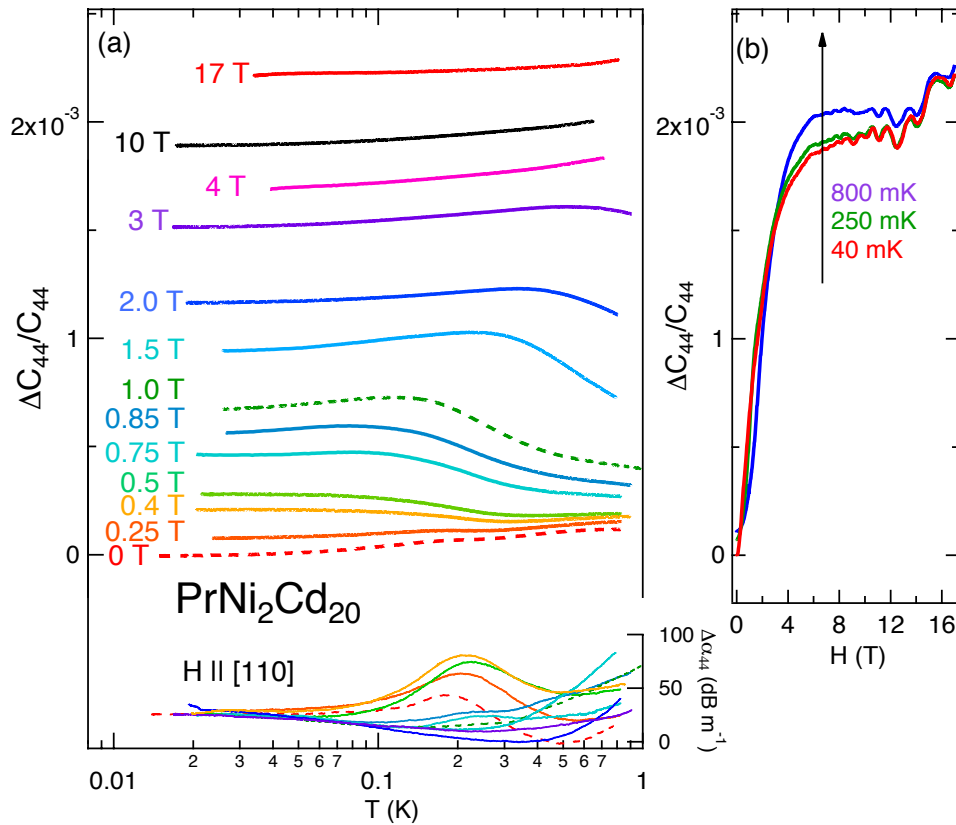 (a)
17 T
10 T
4 T
3 T
2.0 T
1.5 T
1.0 T
0.85 T
0.75 T
0.5 T
0.4 T
0.25 T
0 T
2x10⁻³
1
0
ΔC₄₄/C₄₄
PrNi₂Cd₂₀
H || [110]
100
50
0
Δα₄₄ (dB m⁻¹)
0.01
2 3 4 5 6 7
0.1
2 3 4 5 6 7
1
T (K)
(b)
2x10⁻³
1
0
ΔC₄₄/C₄₄
800 mK
250 mK
40 mK
0 4 8 12 16
H (T)